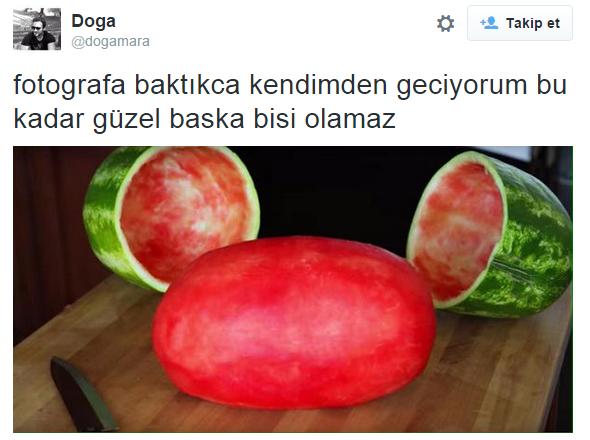 Doga
@dogamara
Takip et
fotografa baktıkca kendimden geciyorum bu
kadar güzel baska bisi olamaz